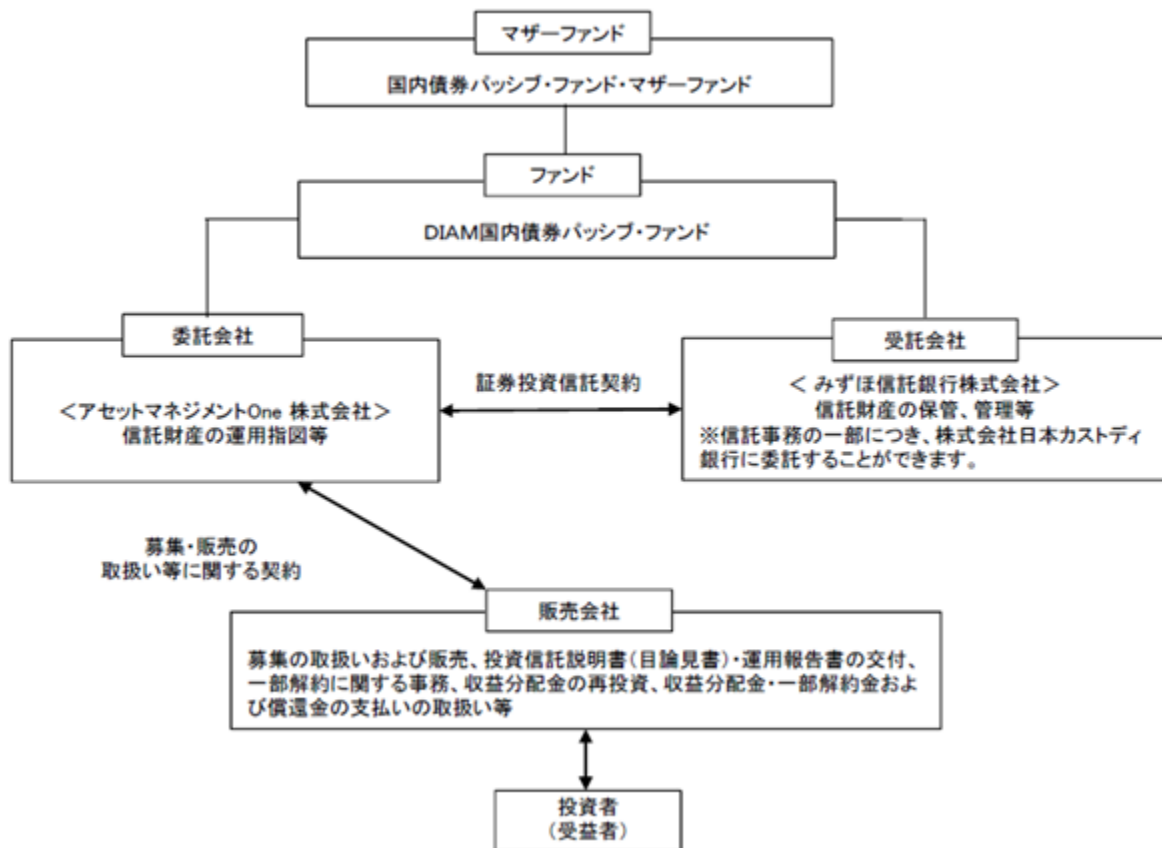 マザーファンド
国内債券パッシブ・ファンド・マザーファンド
ファンド
DIAM国内債券パッシブ・ファンド
委託会社
＜アセットマネジメントOne 株式会社＞
信託財産の運用指図等
証券投資信託契約
受託会社
＜ みずほ信託銀行株式会社＞
信託財産の保管、管理等
※信託事務の一部につき、株式会社日本カストディ
銀行に委託することができます。
募集・販売の
取扱い等に関する契約
販売会社
募集の取扱いおよび販売、投資信託説明書(目論見書)・運用報告書の交付、
一部解約に関する事務、収益分配金の再投資、収益分配金・一部解約金およ
び償還金の支払いの取扱い等
投資者
(受益者)